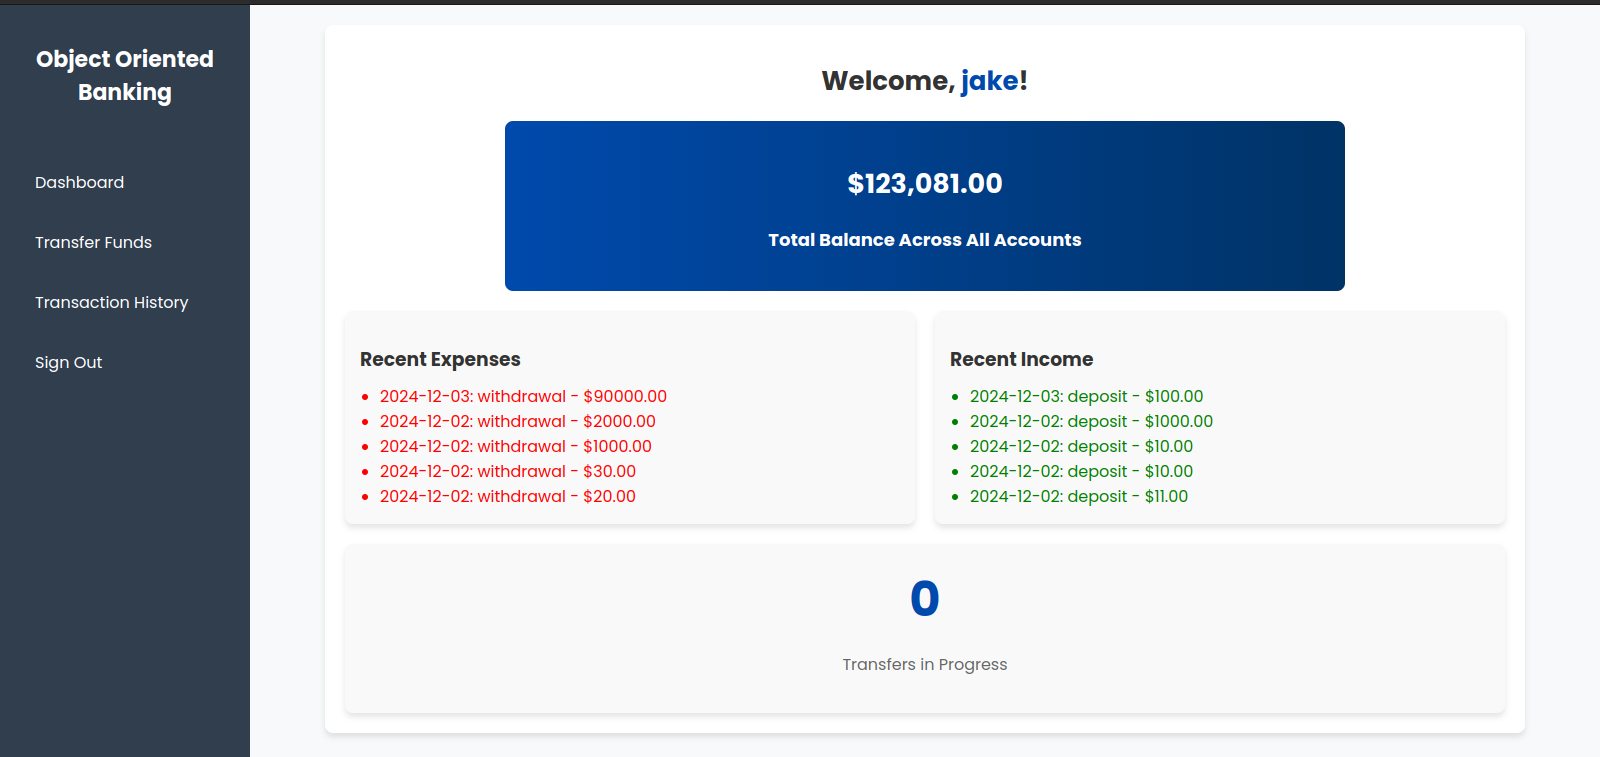 Object Oriented
Banking
Dashboard
Transfer Funds
Transaction History
Sign Out
Welcome, jake!
$123,081.00
Total Balance Across All Accounts
Recent Expenses
2024-12-03: withdrawal - $90000.00
2024-12-02: withdrawal - $2000.00
2024-12-02: withdrawal - $1000.00
2024-12-02: withdrawal - $30.00
2024-12-02: withdrawal - $20.00
Recent Income
2024-12-03: deposit - $100.00
2024-12-02: deposit - $1000.00
2024-12-02: deposit - $10.00
2024-12-02: deposit - $10.00
2024-12-02: deposit - $11.00
0
Transfers in Progress